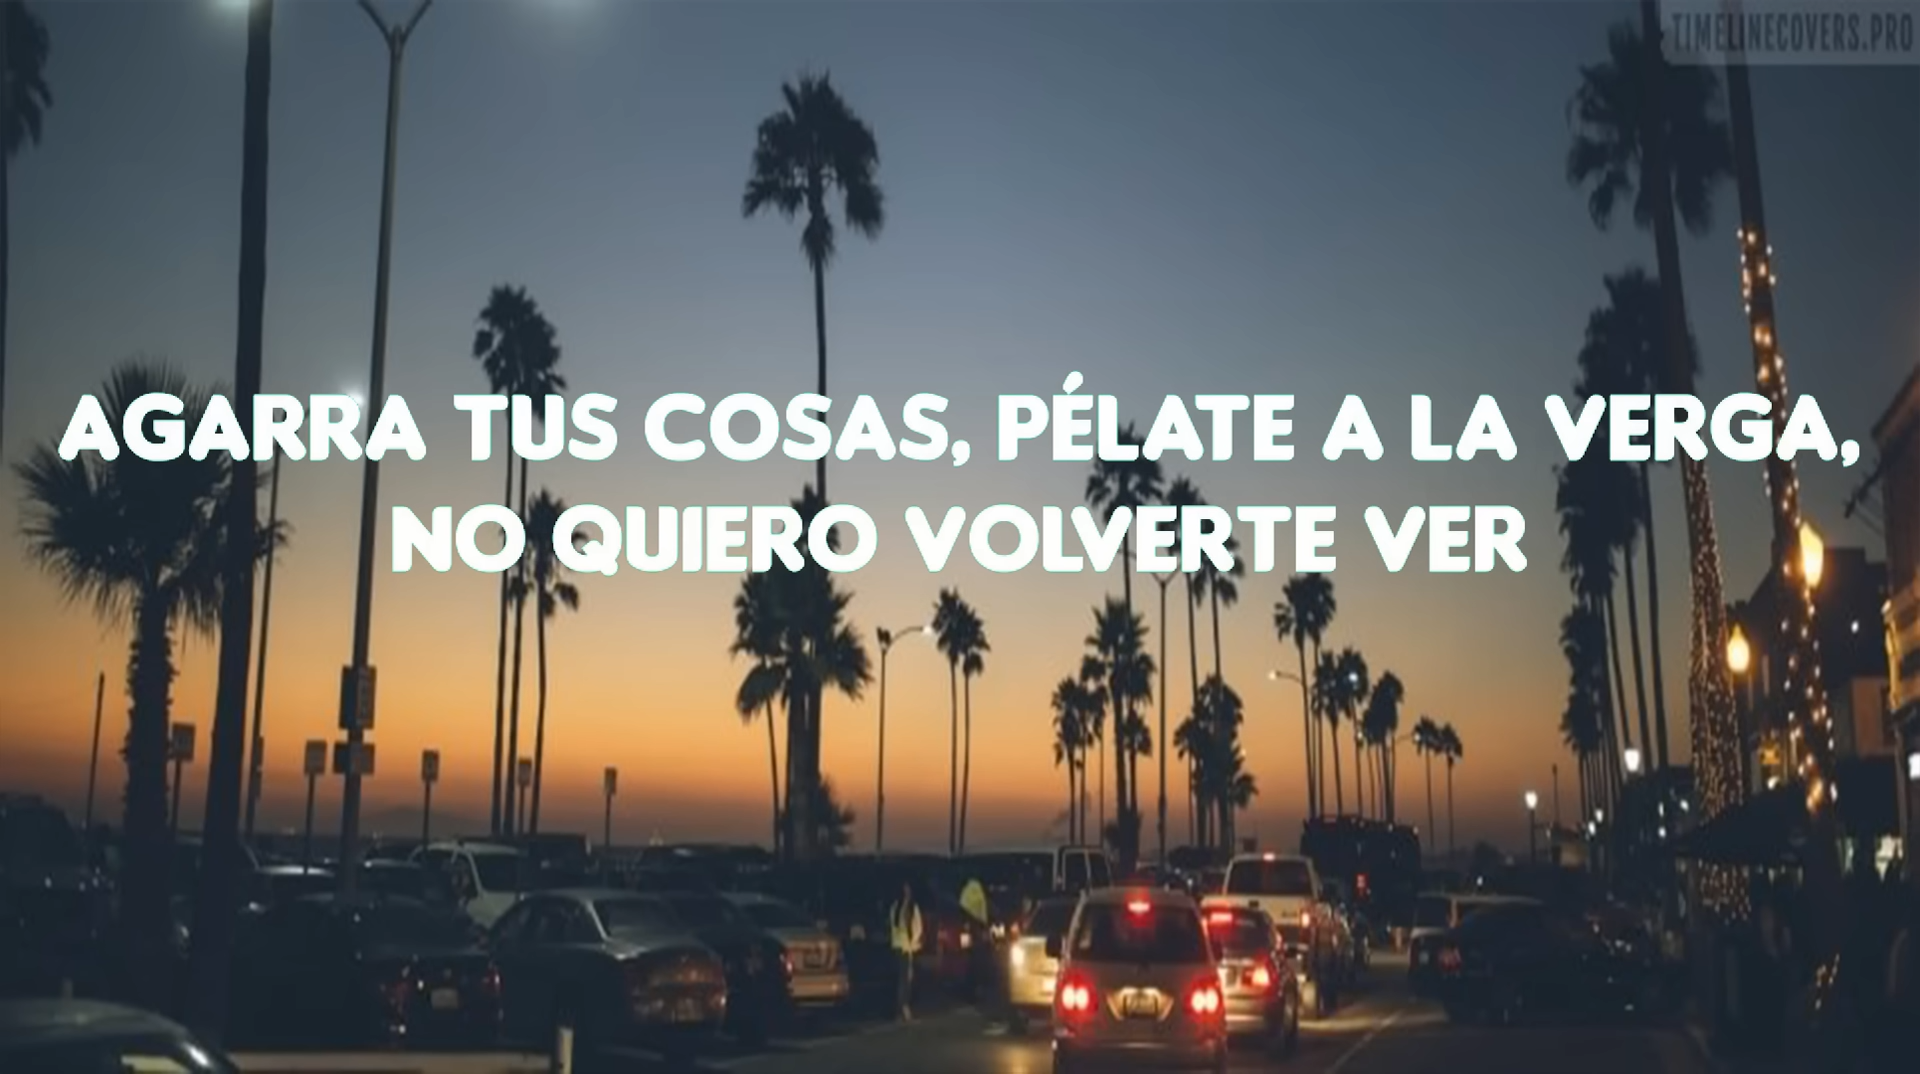 TIMELINECOVERS.PRO
AGARRA TUS COSAS, PÉLATE A LA VERGA,
NO QUIERO VOLVERTE VER